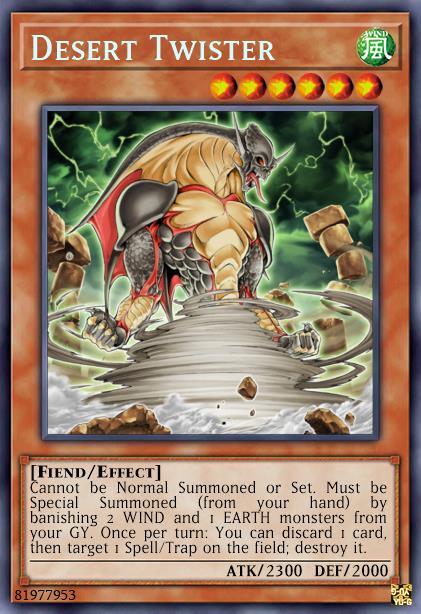 Desert Twister
WIND
風
[Fiend/Effect]
Cannot be Normal Summoned or Set. Must be
Special Summoned (from your hand) by
banishing 2 WIND and 1 EARTH monsters from
your GY. Once per turn: You can discard 1 card,
then target 1 Spell/Trap on the field; destroy it.
ATK/2300 DEF/2000
81977953